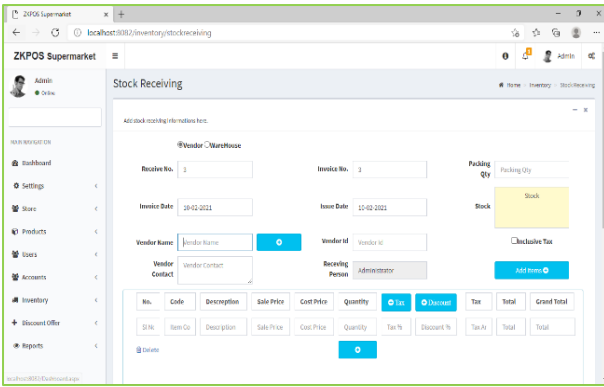 ZKPOS Supermarket
localhost:8082/inventory/stockreceiving
ZKPOS Supermarket
Admin
Admin
Online
Stock Receiving
Home
Inventory
Stock Receiving
Add stock receiving informations here.
MAIN NAVIGATION
Dashboard
Settings
Store
Products
Users
Accounts
Inventory
Discount Offer
Reports
Vendor WareHouse
Receive No. 3
Invoice No. 3
Packing Qty Packing Qty
Invoice Date 10-02-2021
Issue Date 10-02-2021
Stock
Stock
Vendor Name Vendor Name
Vendor Id Vendor Id
Inclusive Tax
Vendor Contact Vendor Contact
Receving Person Administrator
Add Items
No. Code Description Sale Price Cost Price Quantity Tax Discount Tax Total Grand Total
Sl No Item Co Description Sale Price Cost Price Quantity Tax % Discount % Tax Ar Total Total
Delete
localhost:8082/Dashboard.aspx